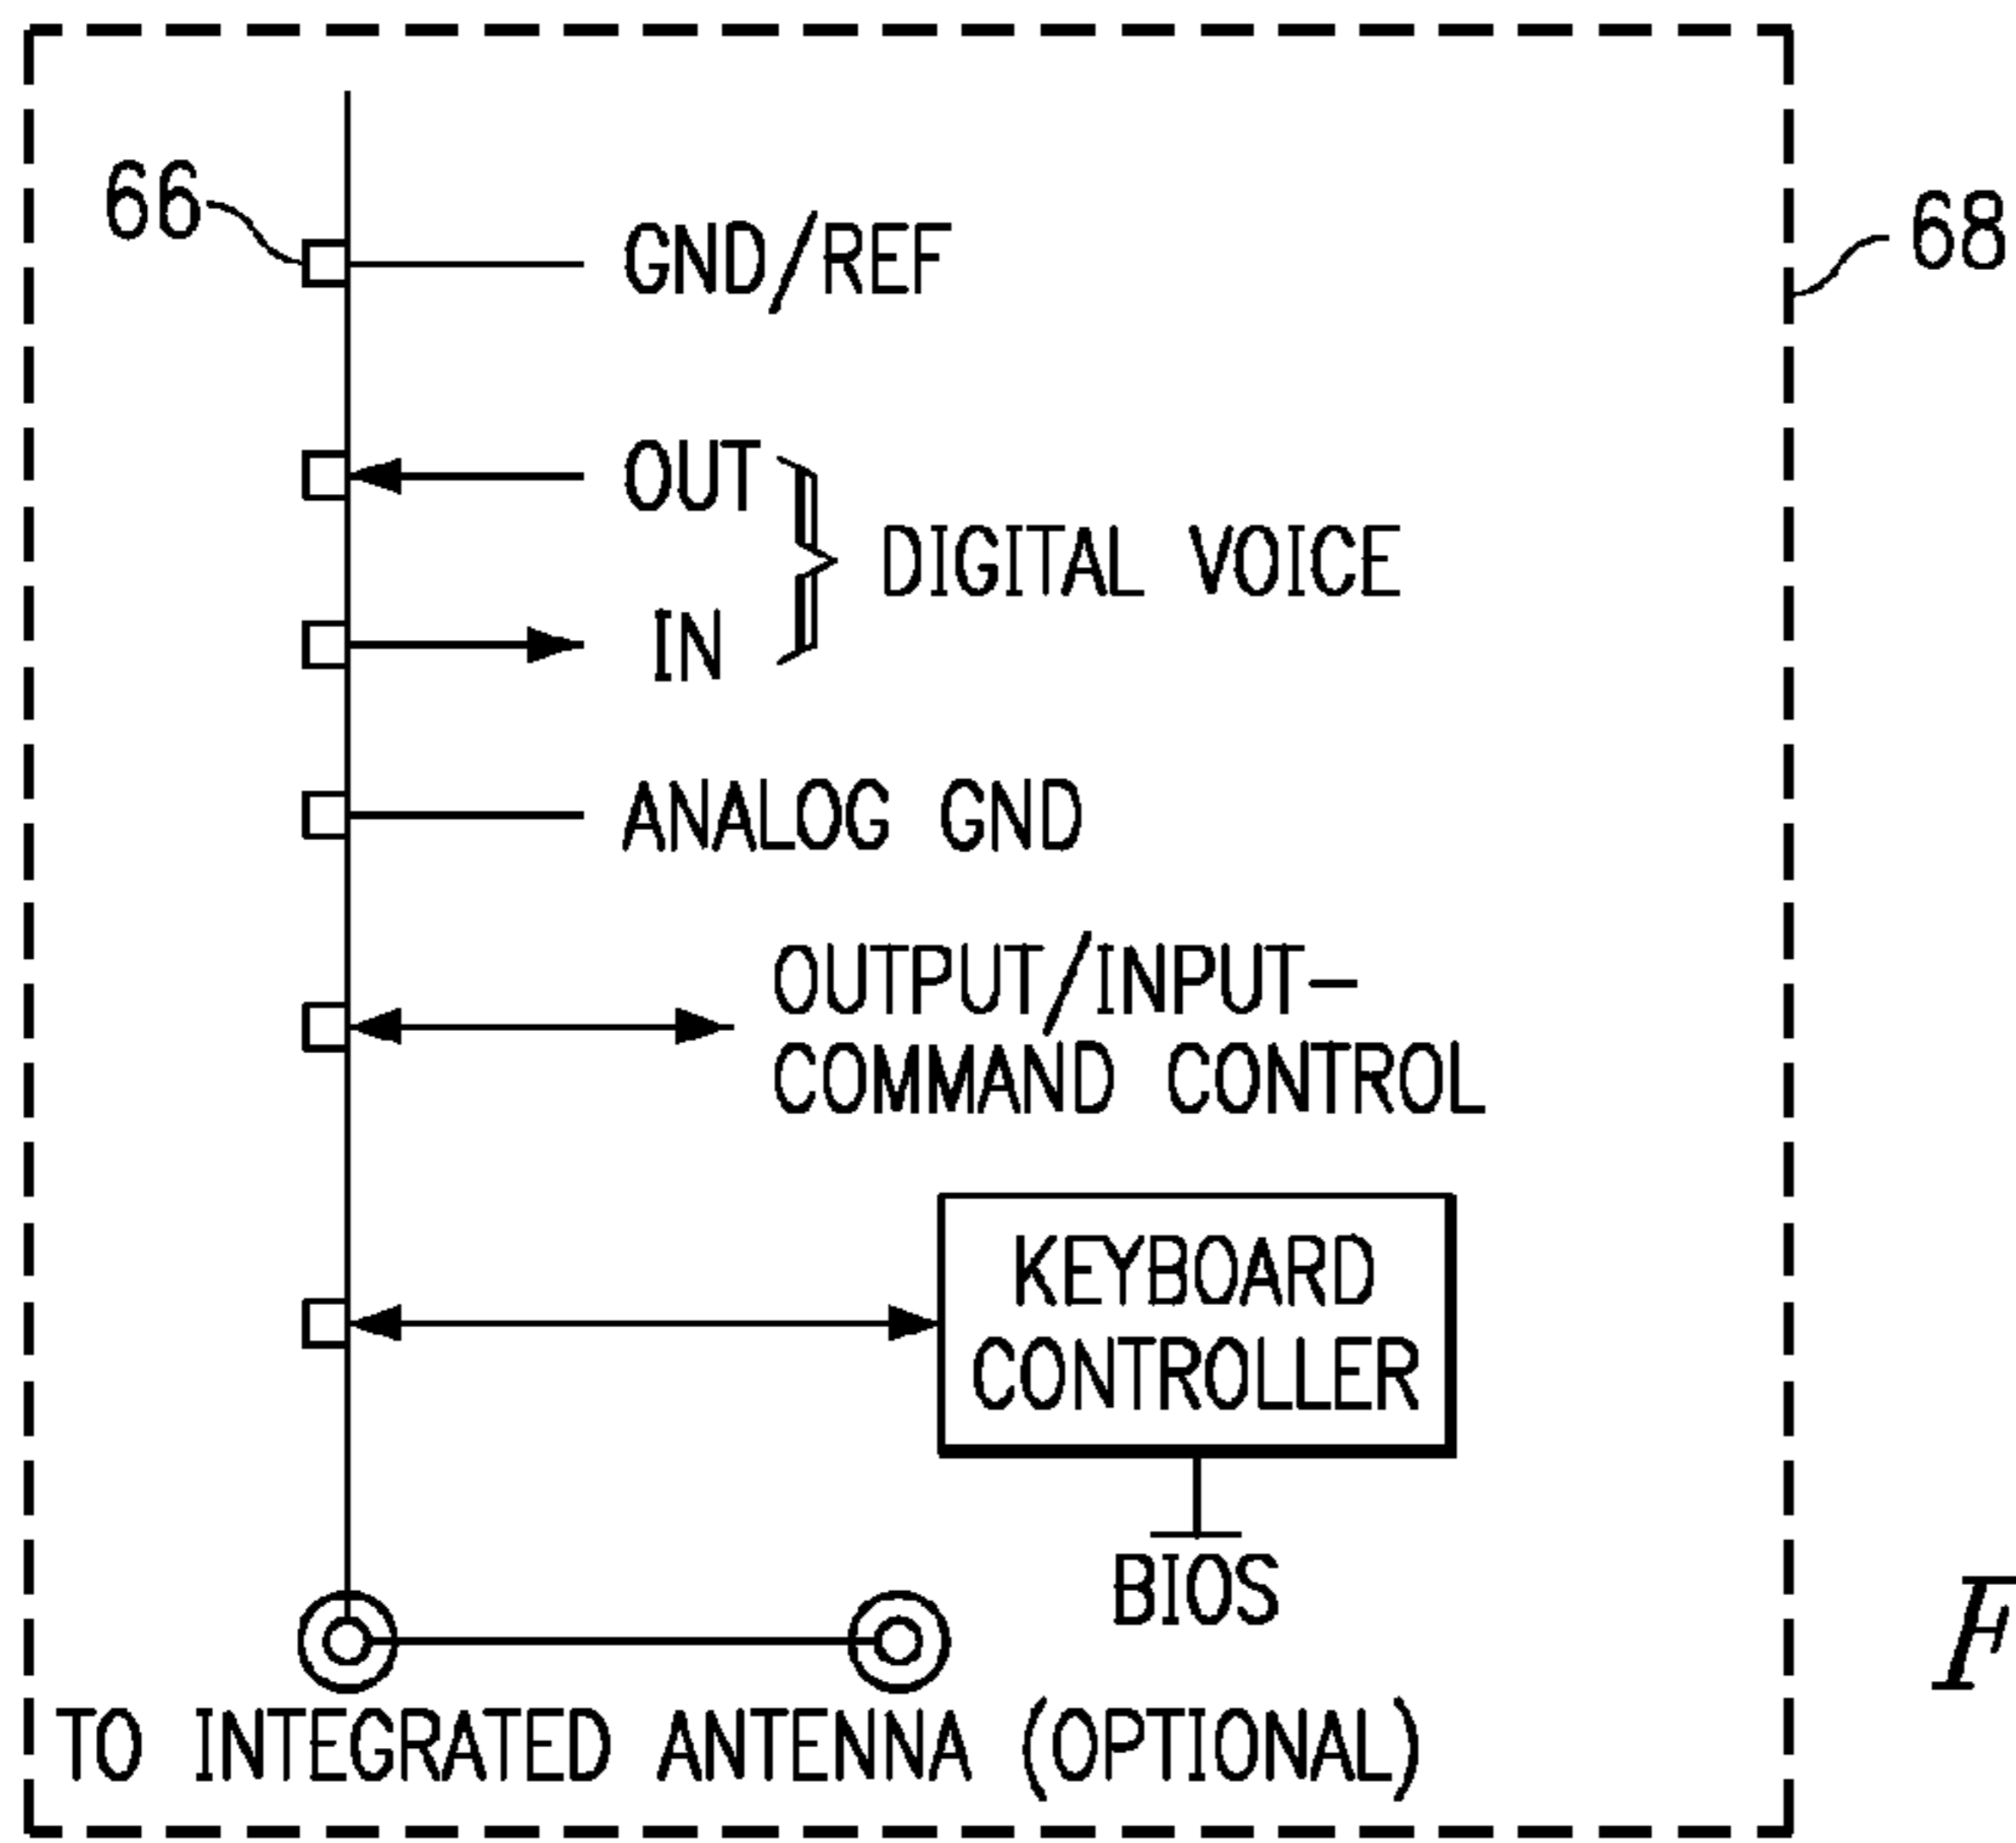 66
68
GND/REF
OUT
DIGITAL VOICE
IN
ANALOG GND
OUTPUT/INPUT-
COMMAND CONTROL
KEYBOARD
CONTROLLER
BIOS
F
TO INTEGRATED ANTENNA (OPTIONAL)